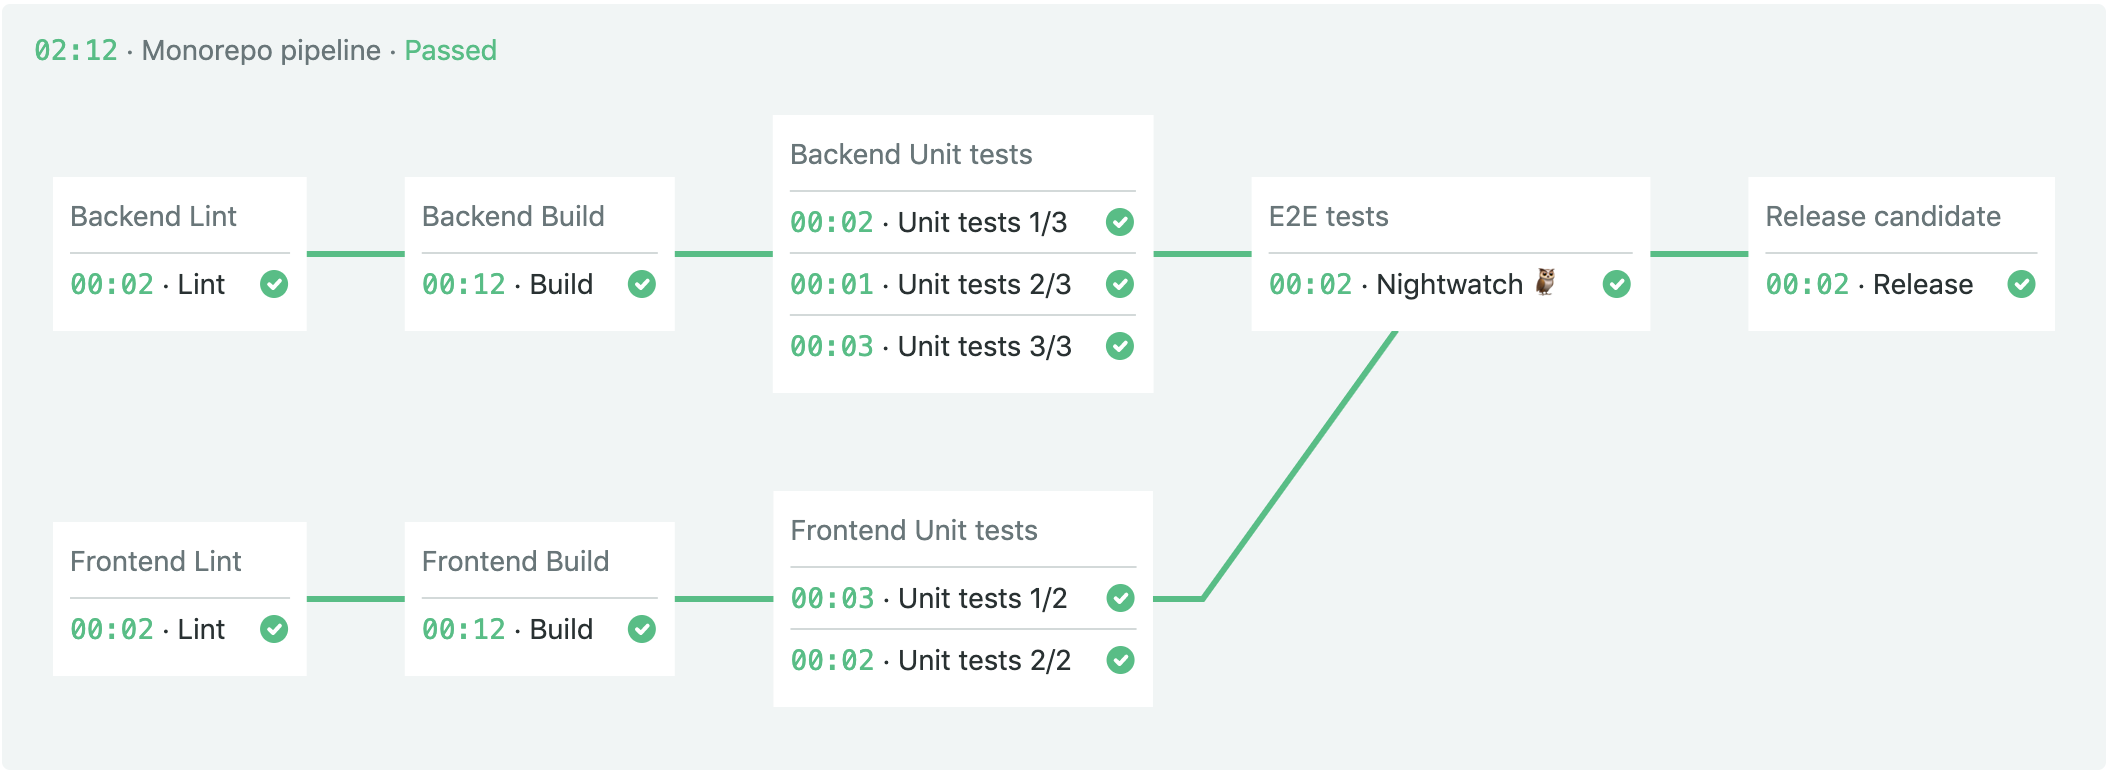 02:12 · Monorepo pipeline · Passed
Backend Lint
00:02 · Lint
Backend Build
00:12 · Build
Backend Unit tests
00:02 · Unit tests 1/3
00:01 · Unit tests 2/3
00:03 · Unit tests 3/3
E2E tests
00:02 · Nightwatch 🦉
Release candidate
00:02 · Release
Frontend Lint
00:02 · Lint
Frontend Build
00:12 · Build
Frontend Unit tests
00:03 · Unit tests 1/2
00:02 · Unit tests 2/2